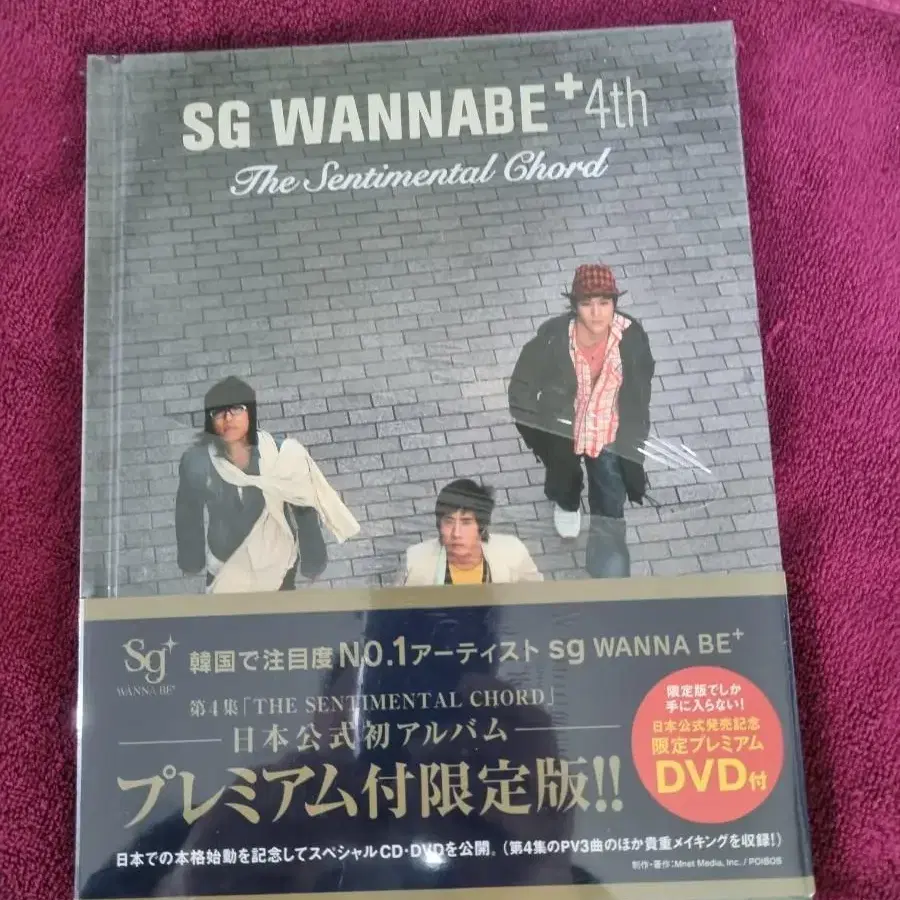 SG WANNABE+ 4th
The Sentimental Chord
Sg+
WANNA BE+
韓国で注目度NO.1アーティスト sg WANNA BE+
第4集「THE SENTIMENTAL CHORD」
日本公式初アルバム
プレミアム付限定版!!
限定版でしか
手に入らない!
日本公式発売記念
限定プレミアム
DVD付
日本での本格始動を記念してスペシャルCD・DVDを公開。(第4集のPV3曲のほか貴重メイキングを収録!)
制作・著作:Mnet Media, Inc. / POIBOS